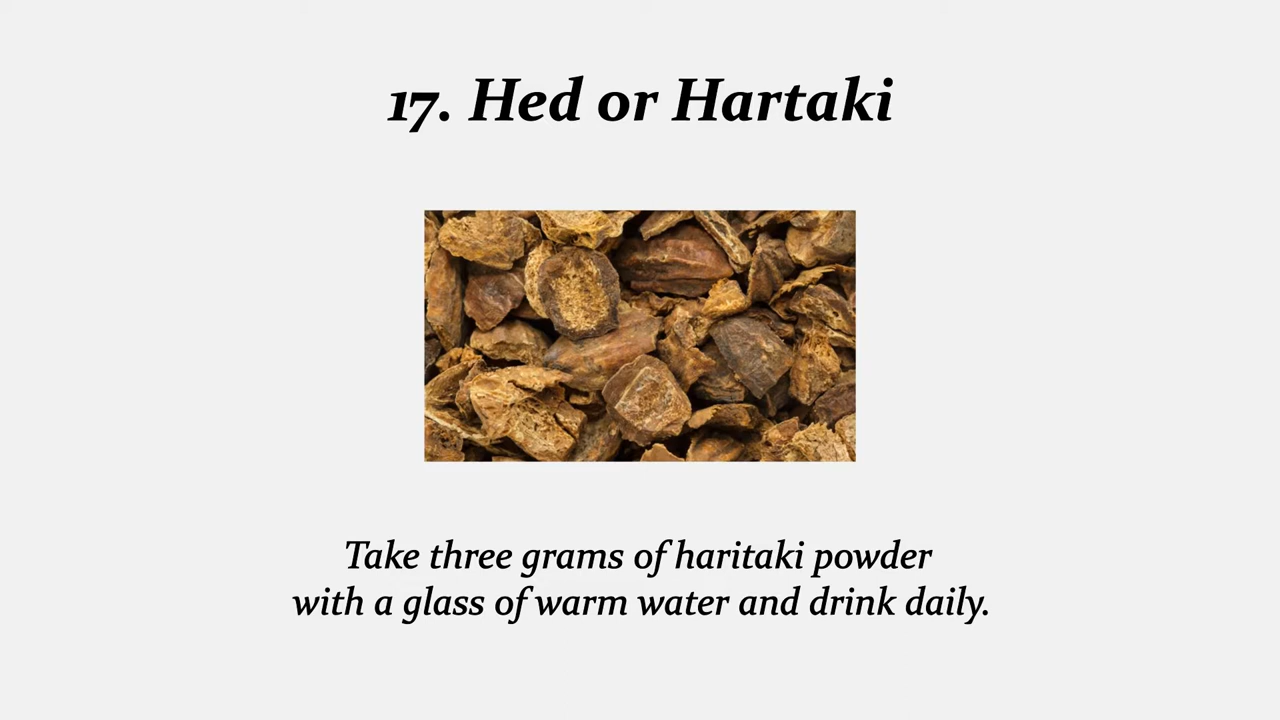 17. Hed or Hartaki
Take three grams of haritaki powder
with a glass of warm water and drink daily.